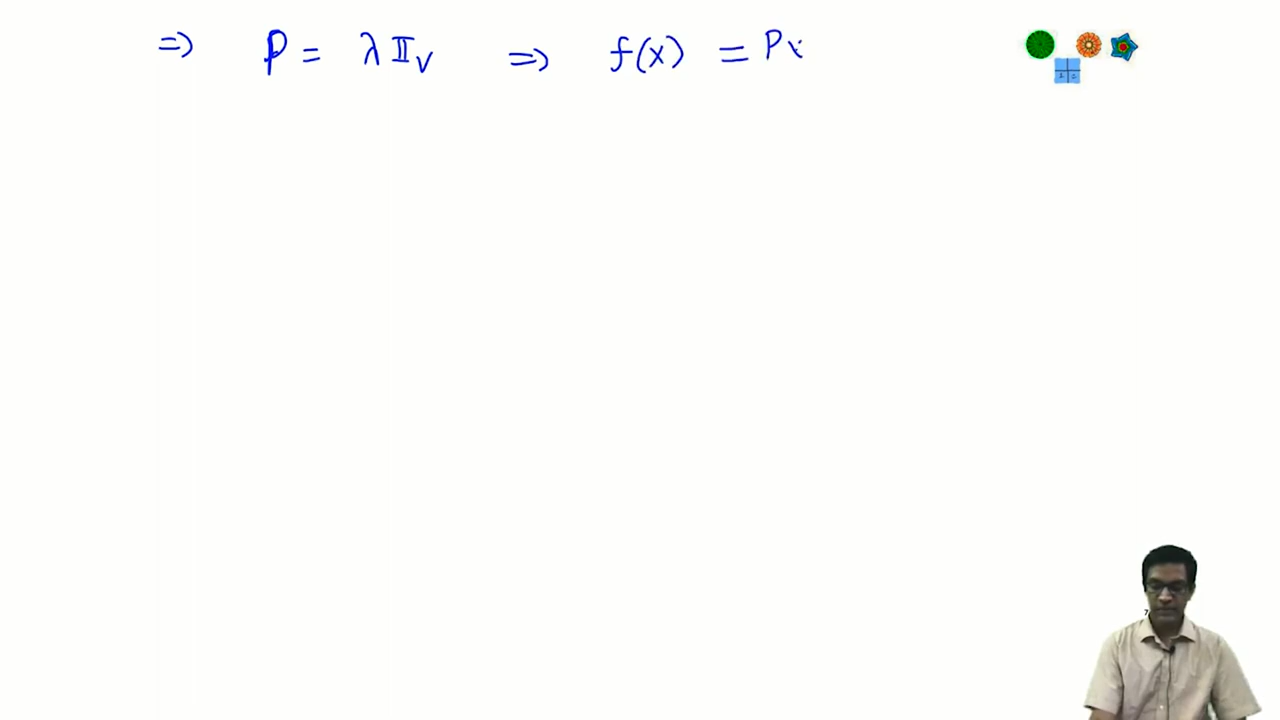 ⇒ P = λ 𝕀_V ⇒ f(x) = Px